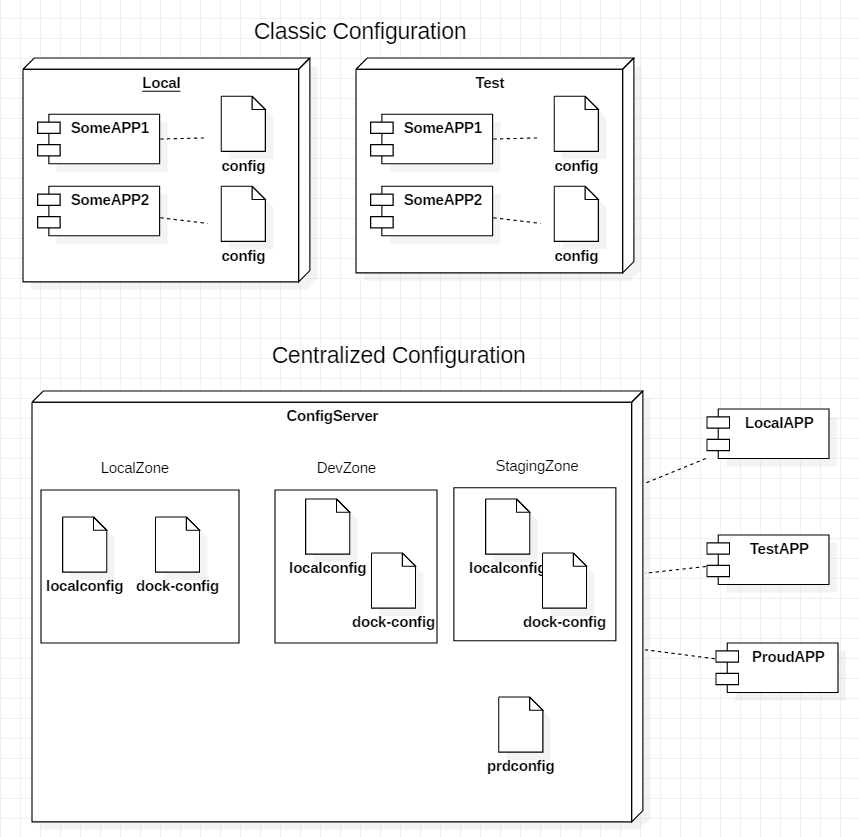 Classic Configuration
Local
SomeAPP1
config
SomeAPP2
config
Test
SomeAPP1
config
SomeAPP2
config
Centralized Configuration
ConfigServer
LocalZone
localconfig
dock-config
DevZone
localconfig
dock-config
StagingZone
localconfig
dock-config
prdconfig
LocalAPP
TestAPP
ProudAPP